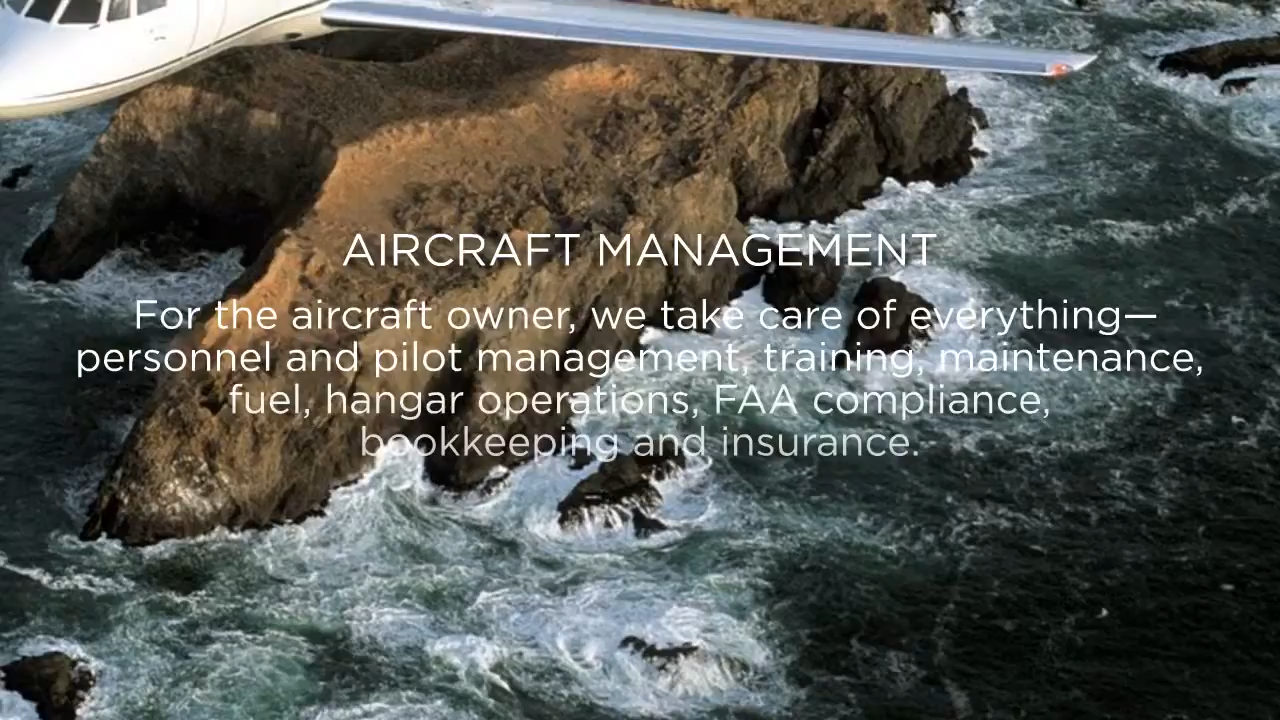 AIRCRAFT MANAGEMENT
For the aircraft owner, we take care of everything—
personnel and pilot management, training, maintenance,
fuel, hangar operations, FAA compliance,
bookkeeping and insurance.